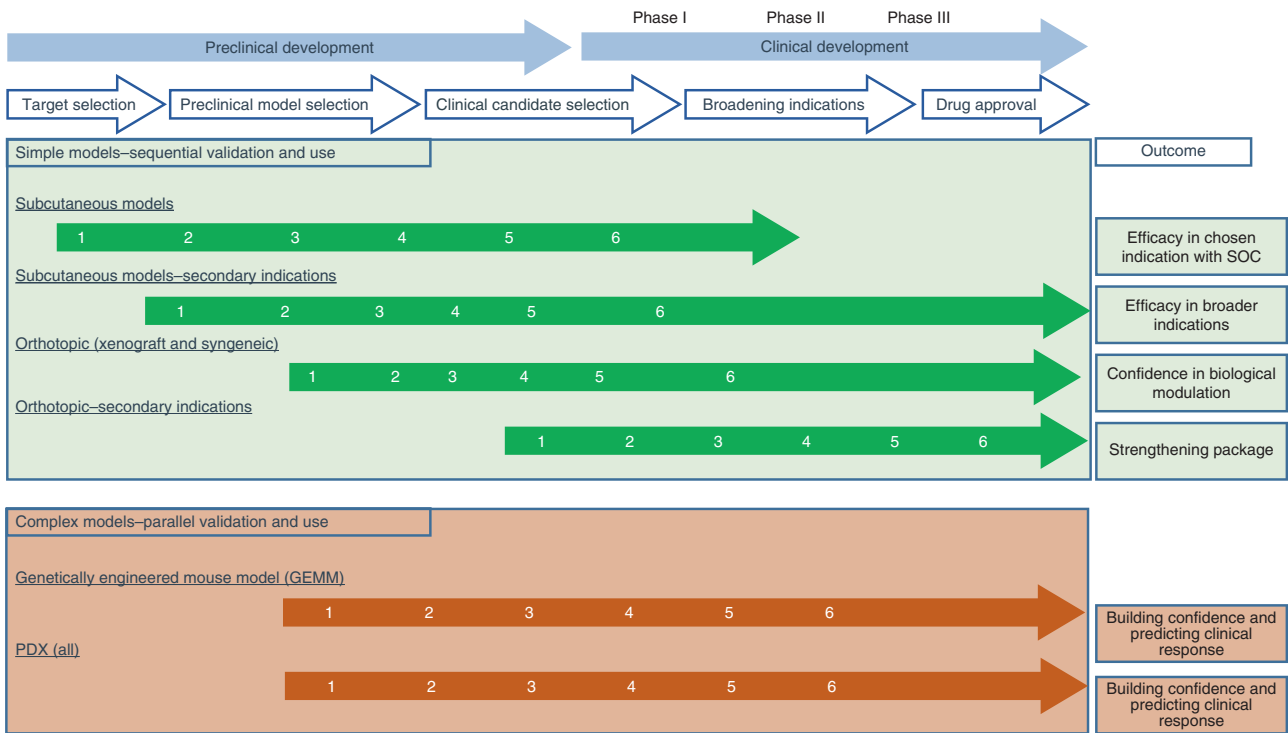 Phase I Phase II Phase III
Preclinical development Clinical development
Target selection Preclinical model selection Clinical candidate selection Broadening indications Drug approval
Simple models–sequential validation and use
Outcome
Subcutaneous models
1 2 3 4 5 6
Efficacy in chosen
indication with SOC
Subcutaneous models–secondary indications
1 2 3 4 5 6
Efficacy in broader
indications
Orthotopic (xenograft and syngeneic)
1 2 3 4 5 6
Confidence in biological
modulation
Orthotopic–secondary indications
1 2 3 4 5 6
Strengthening package
Complex models–parallel validation and use
Genetically engineered mouse model (GEMM)
1 2 3 4 5 6
Building confidence and
predicting clinical
response
PDX (all)
1 2 3 4 5 6
Building confidence and
predicting clinical
response